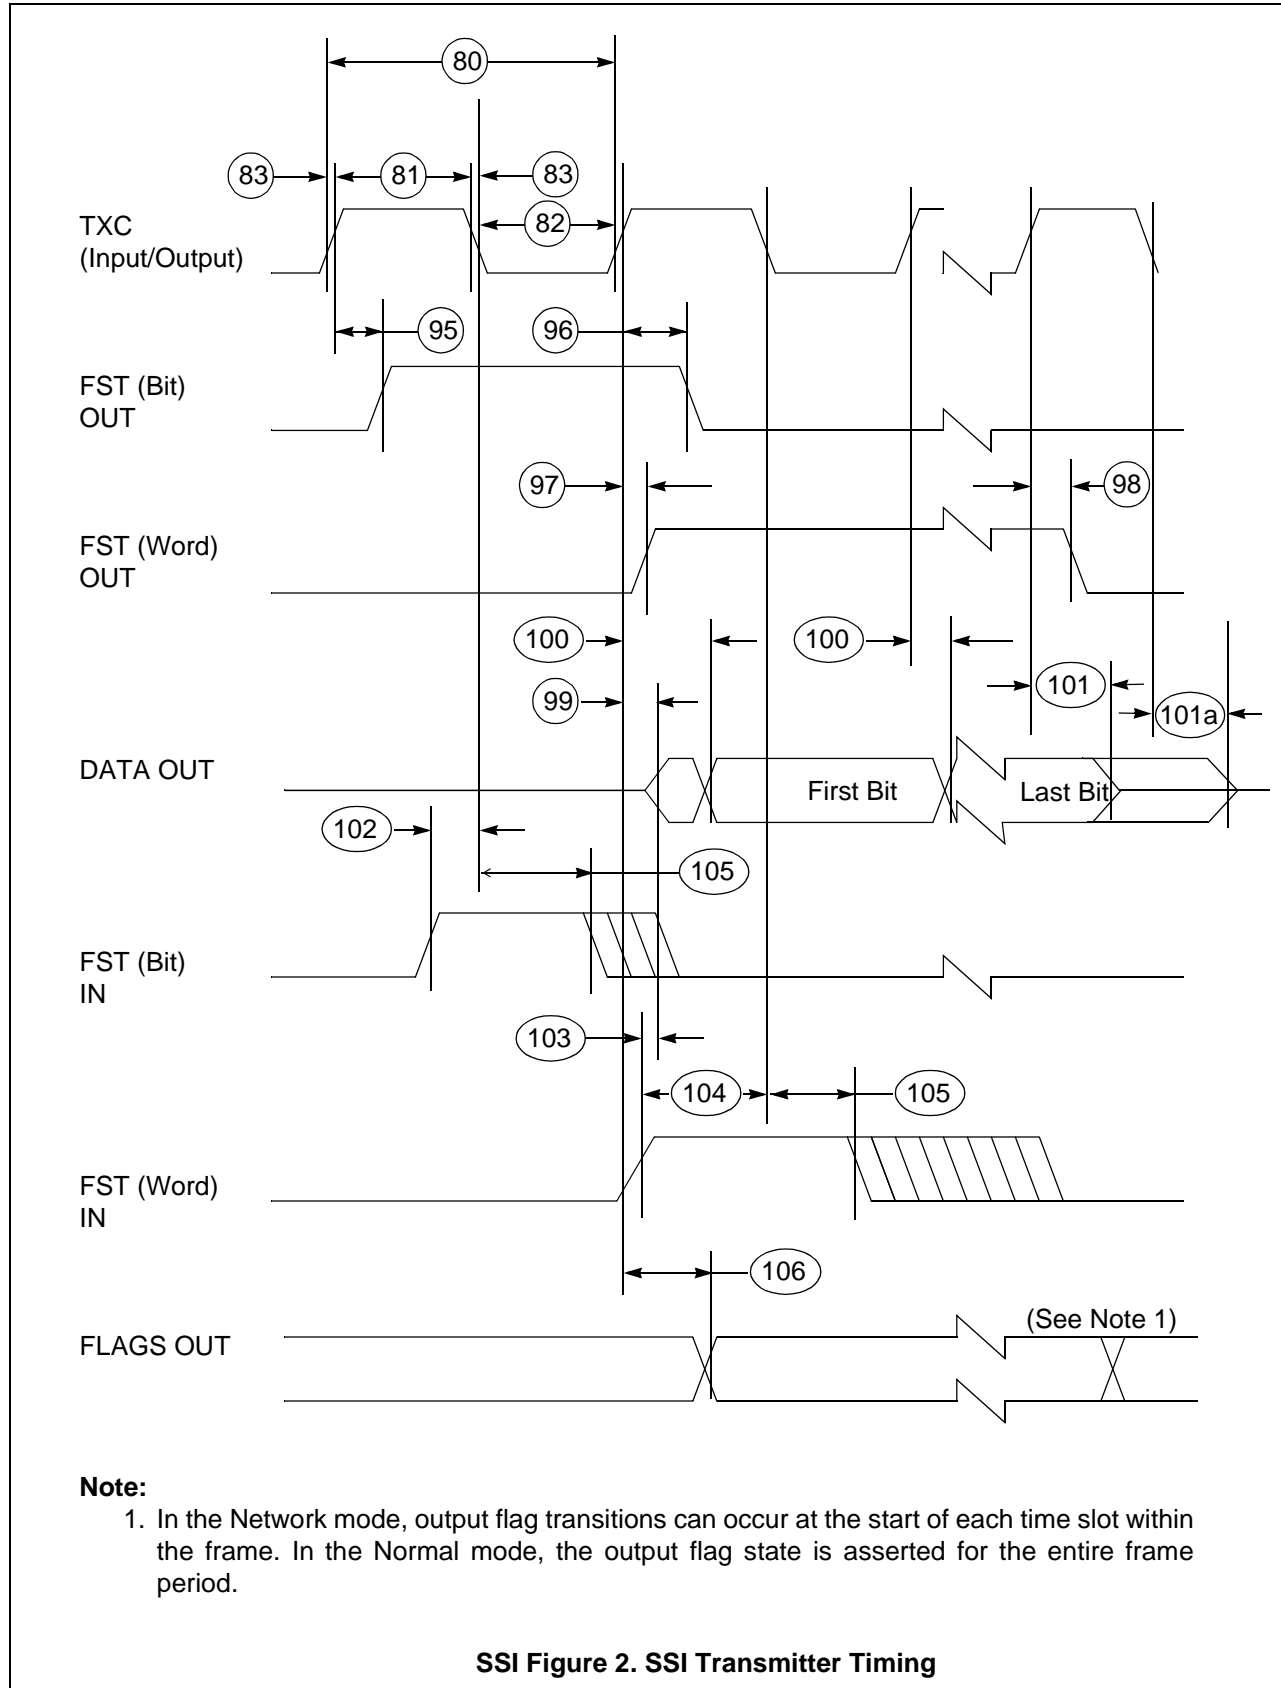 80
83
81
83
82
TXC
(Input/Output)
95
96
FST (Bit)
OUT
97
98
FST (Word)
OUT
100
100
99
101
101a
DATA OUT
First Bit
Last Bit
102
105
FST (Bit)
IN
103
104
105
FST (Word)
IN
106
(See Note 1)
FLAGS OUT
Note:
1. In the Network mode, output flag transitions can occur at the start of each time slot within
the frame. In the Normal mode, the output flag state is asserted for the entire frame
period.
SSI Figure 2. SSI Transmitter Timing